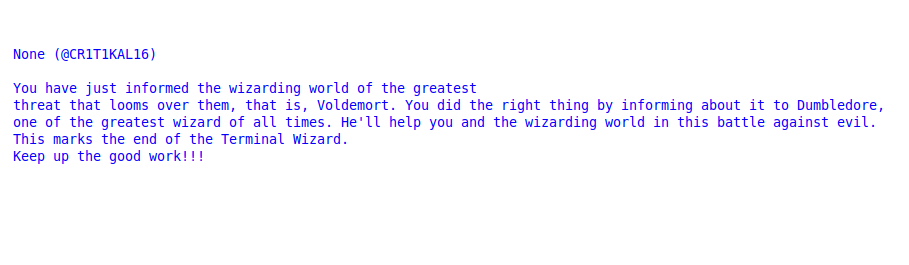 None (@CR1T1KAL16)
You have just informed the wizarding world of the greatest
threat that looms over them, that is, Voldemort. You did the right thing by informing about it to Dumbledore,
one of the greatest wizard of all times. He'll help you and the wizarding world in this battle against evil.
This marks the end of the Terminal Wizard.
Keep up the good work!!!